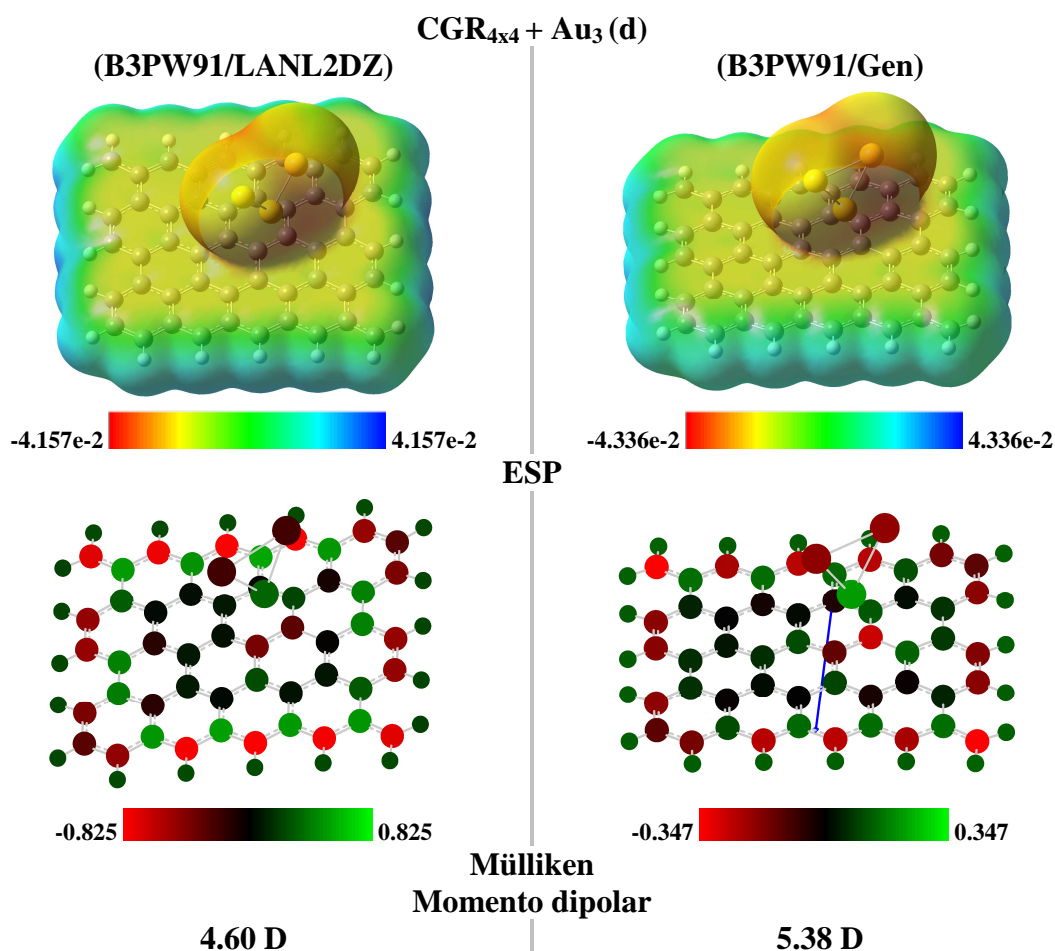 CGR4x4 + Au3 (d)
(B3PW91/LANL2DZ)
(B3PW91/Gen)
-4.157e-2
4.157e-2
-4.336e-2
4.336e-2
ESP
-0.825
0.825
-0.347
0.347
Mülliken
Momento dipolar
4.60 D
5.38 D